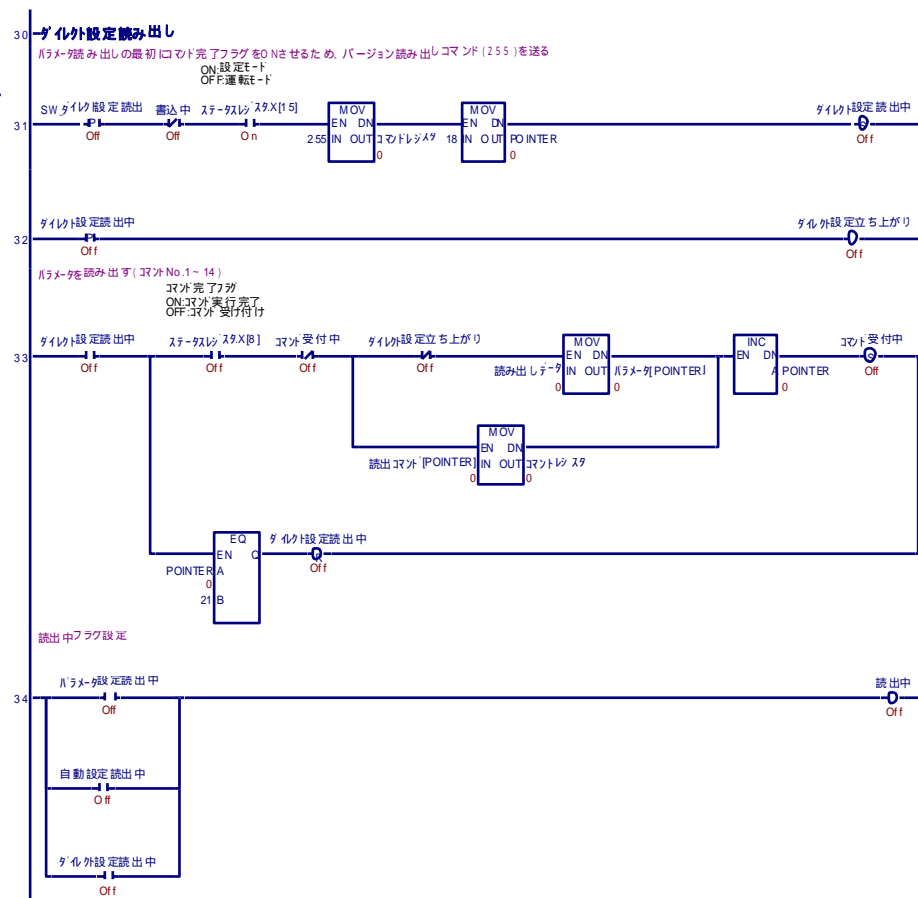 30 ダイレクト設定読み出し
パラメータ読み出しの最初にコマンド完了フラグをONさせるため、バージョン読み出しコマンド(255)を送る
ON:設定モード
OFF:運転モード
SW_ダイレクト設定読出 書込中 ステータスレジスタ.X[15] MOV MOV ダイレクト設定読出中
31 P EN DN EN DN S
Off Off On 255 IN OUT コマンドレジスタ 18 IN OUT POINTER Off
0 0
ダイレクト設定読出中 ダイレクト設定立ち上がり
32 P
Off Off
パラメータを読み出す(コマンドNo.1~14)
コマンド完了フラグ
ON:コマンド実行完了
OFF:コマンド受け付け
ダイレクト設定読出中 ステータスレジスタ.X[8] コマンド受付中 ダイレクト設定立ち上がり MOV INC コマンド受付中
33 EN DN EN DN S
Off Off Off Off 読み出しデータ IN OUT パラメータ[POINTER] A POINTER Off
0 0 0
MOV
EN DN
読出コマンド[POINTER] IN OUT コマンドレジスタ
0 0
EQ ダイレクト設定読出中
EN Q R
POINTER A Off
0
21 B
読出中フラグ設定
パラメータ設定読出中 読出中
34
Off Off
自動設定読出中
Off
ダイレクト設定読出中
Off